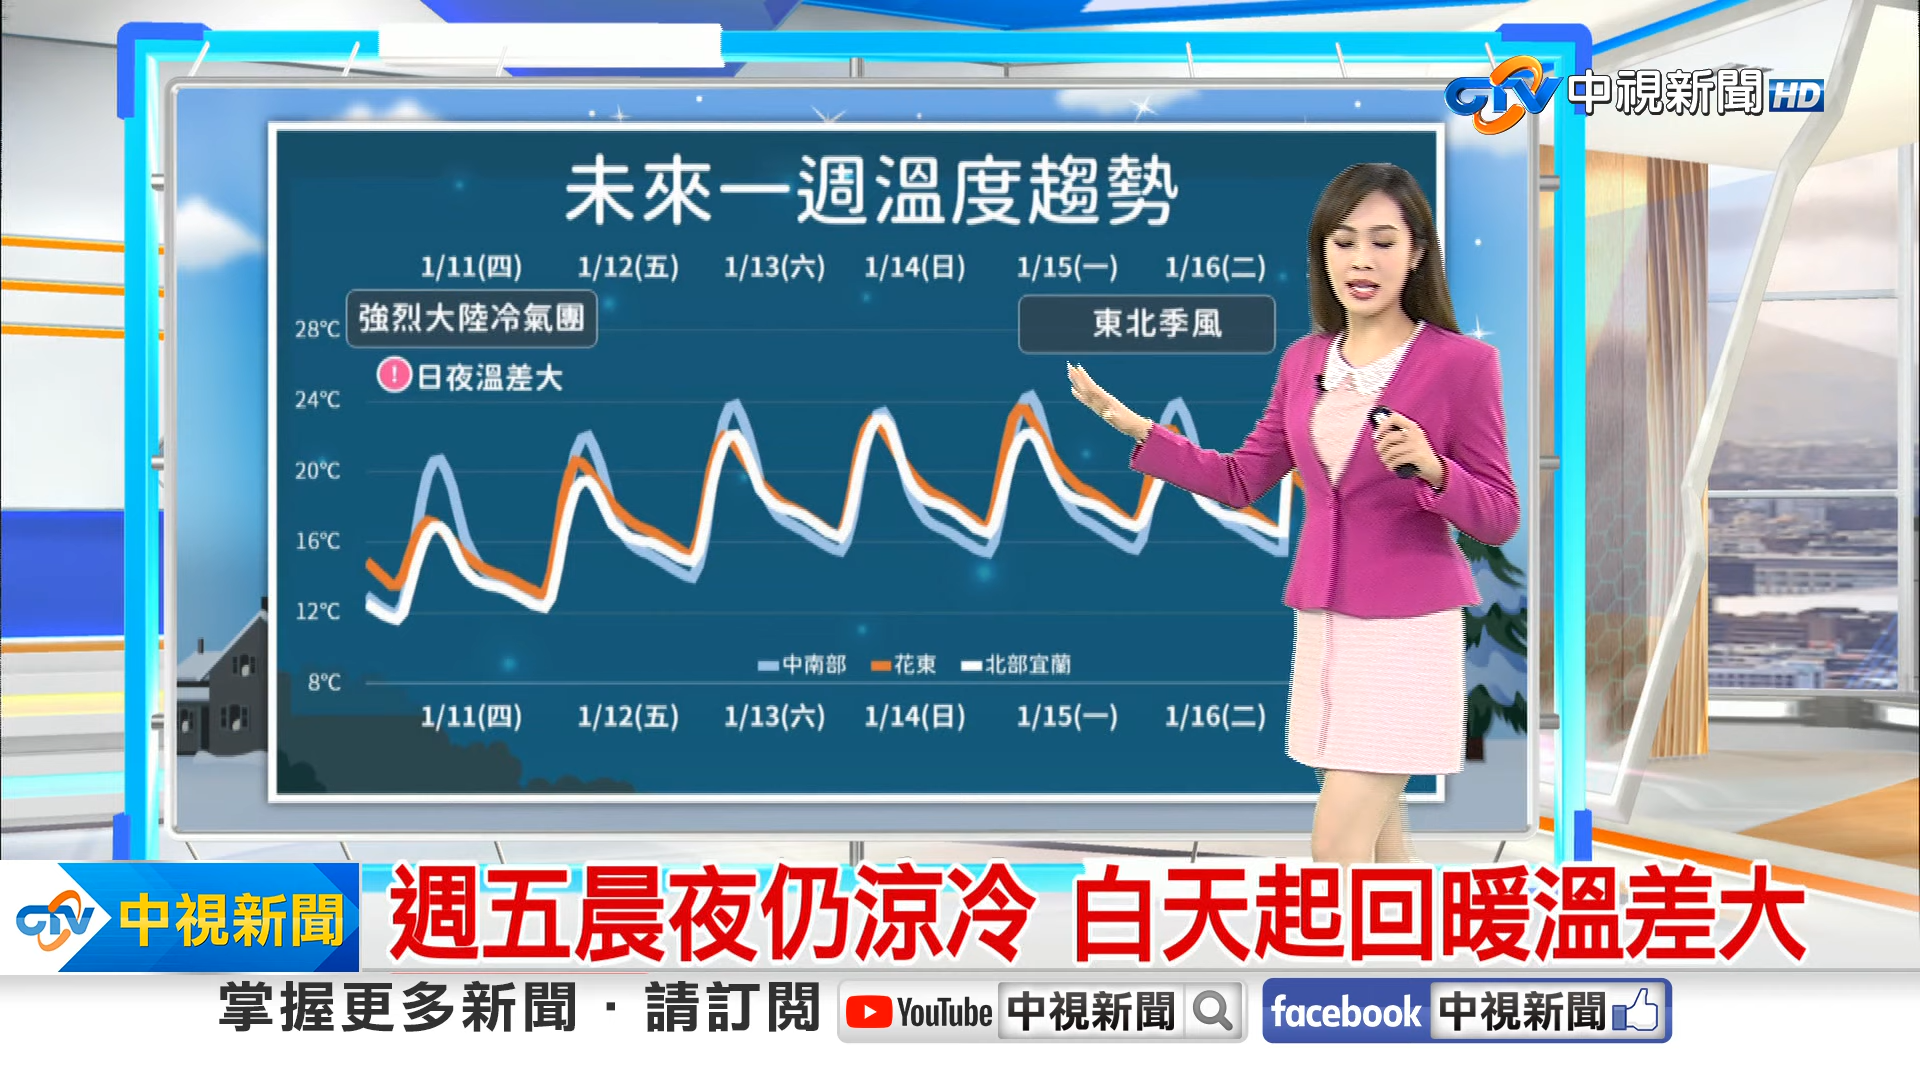 CTV 中視新聞 HD
未來一週溫度趨勢
1/11(四) 1/12(五) 1/13(六) 1/14(日) 1/15(一) 1/16(二)
強烈大陸冷氣團
東北季風
28℃
! 日夜溫差大
24℃
20℃
16℃
12℃
中南部 花東 北部宜蘭
8℃
1/11(四) 1/12(五) 1/13(六) 1/14(日) 1/15(一) 1/16(二)
CTV 中視新聞
週五晨夜仍涼冷 白天起回暖溫差大
掌握更多新聞·請訂閱 YouTube 中視新聞 facebook 中視新聞